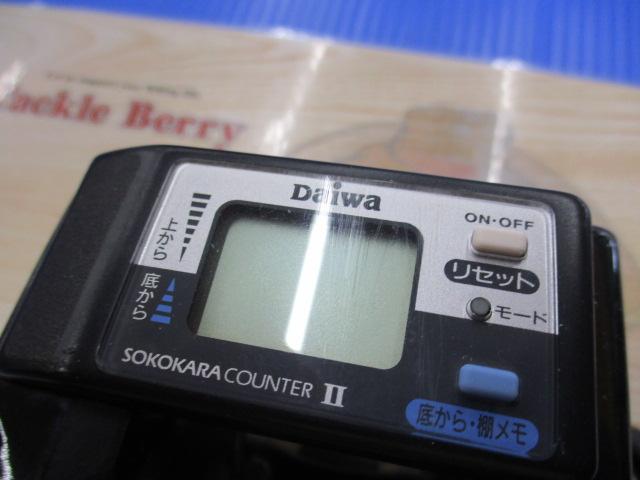 Tackle Berry
Daiwa
上から
底から
ON・OFF
リセット
モード
SOKOKARA COUNTER II
底から・棚メモ